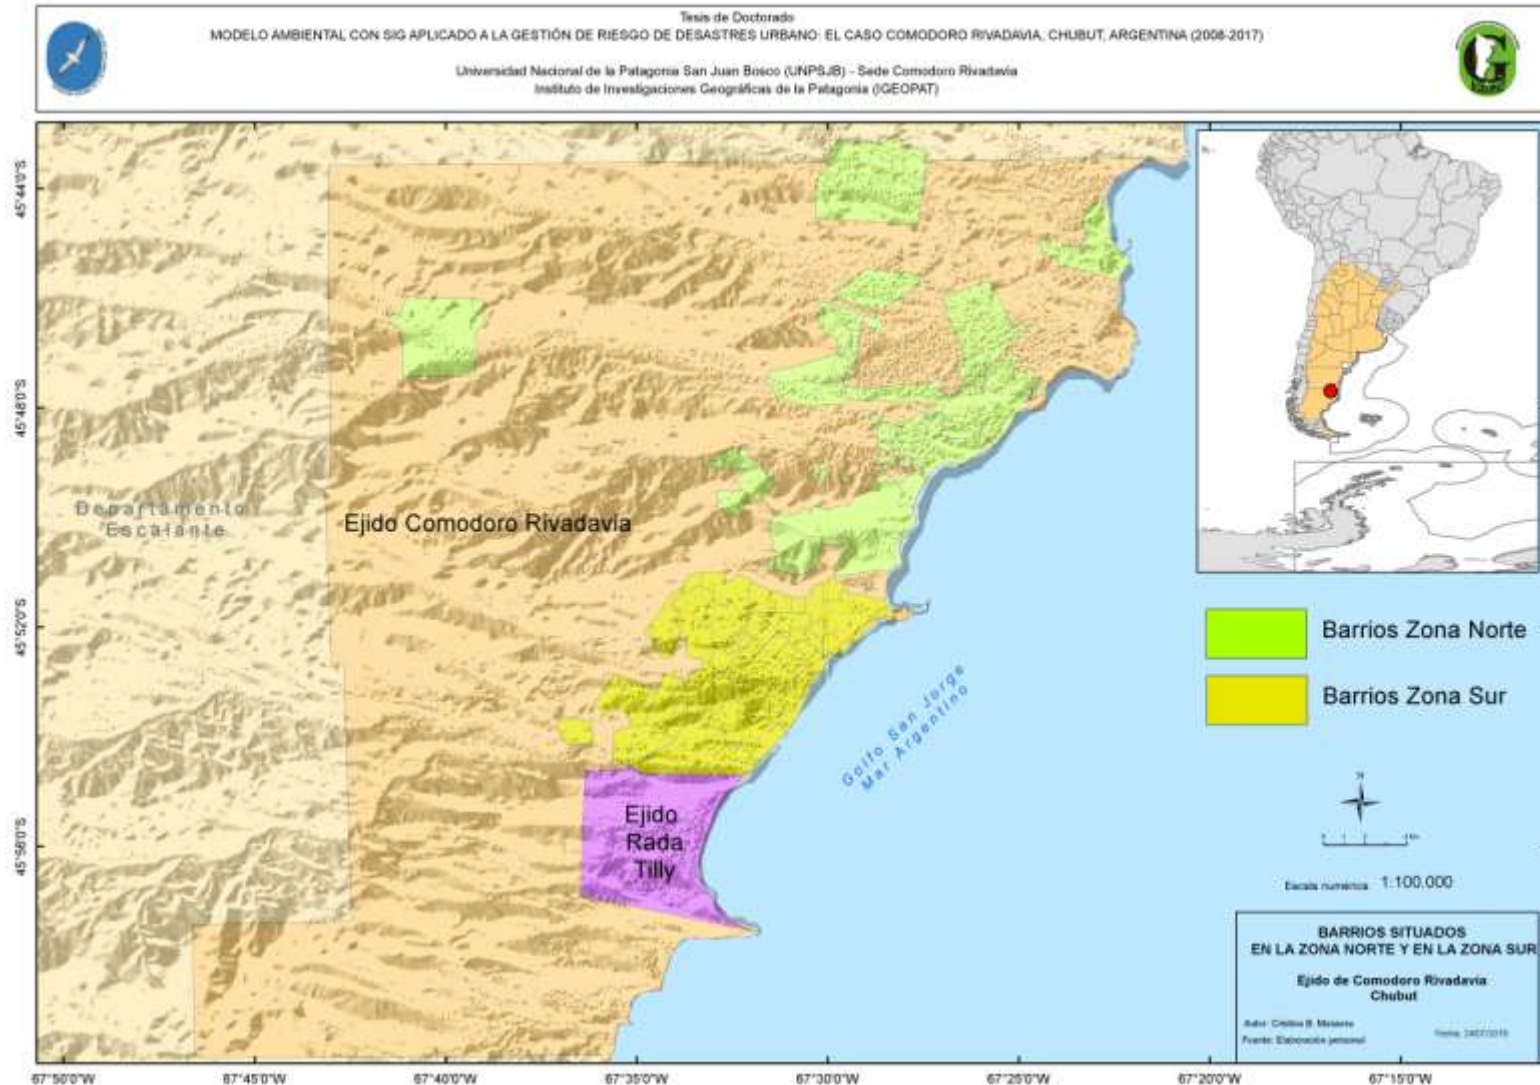 Tesis de Doctorado
MODELO AMBIENTAL CON SIG APLICADO A LA GESTIÓN DE RIESGO DE DESASTRES URBANO: EL CASO COMODORO RIVADAVIA, CHUBUT, ARGENTINA (2008-2017)
Universidad Nacional de la Patagonia San Juan Bosco (UNPSJB) - Sede Comodoro Rivadavia
Instituto de Investigaciones Geográficas de la Patagonia (IGEOPAT)
45°44'0"S
45°48'0"S
45°52'0"S
45°56'0"S
Departamento
Escalante
Ejido Comodoro Rivadavia
Golfo San Jorge
Mar Argentino
Ejido
Rada
Tilly
Barrios Zona Norte
Barrios Zona Sur
N
Escala numérica 1:100.000
BARRIOS SITUADOS
EN LA ZONA NORTE Y EN LA ZONA SUR
Ejido de Comodoro Rivadavia
Chubut
Autor: Cristina B.
Fuente: Elaboración personal
Fecha:
67°50'0"W
67°45'0"W
67°40'0"W
67°35'0"W
67°30'0"W
67°25'0"W
67°20'0"W
67°15'0"W